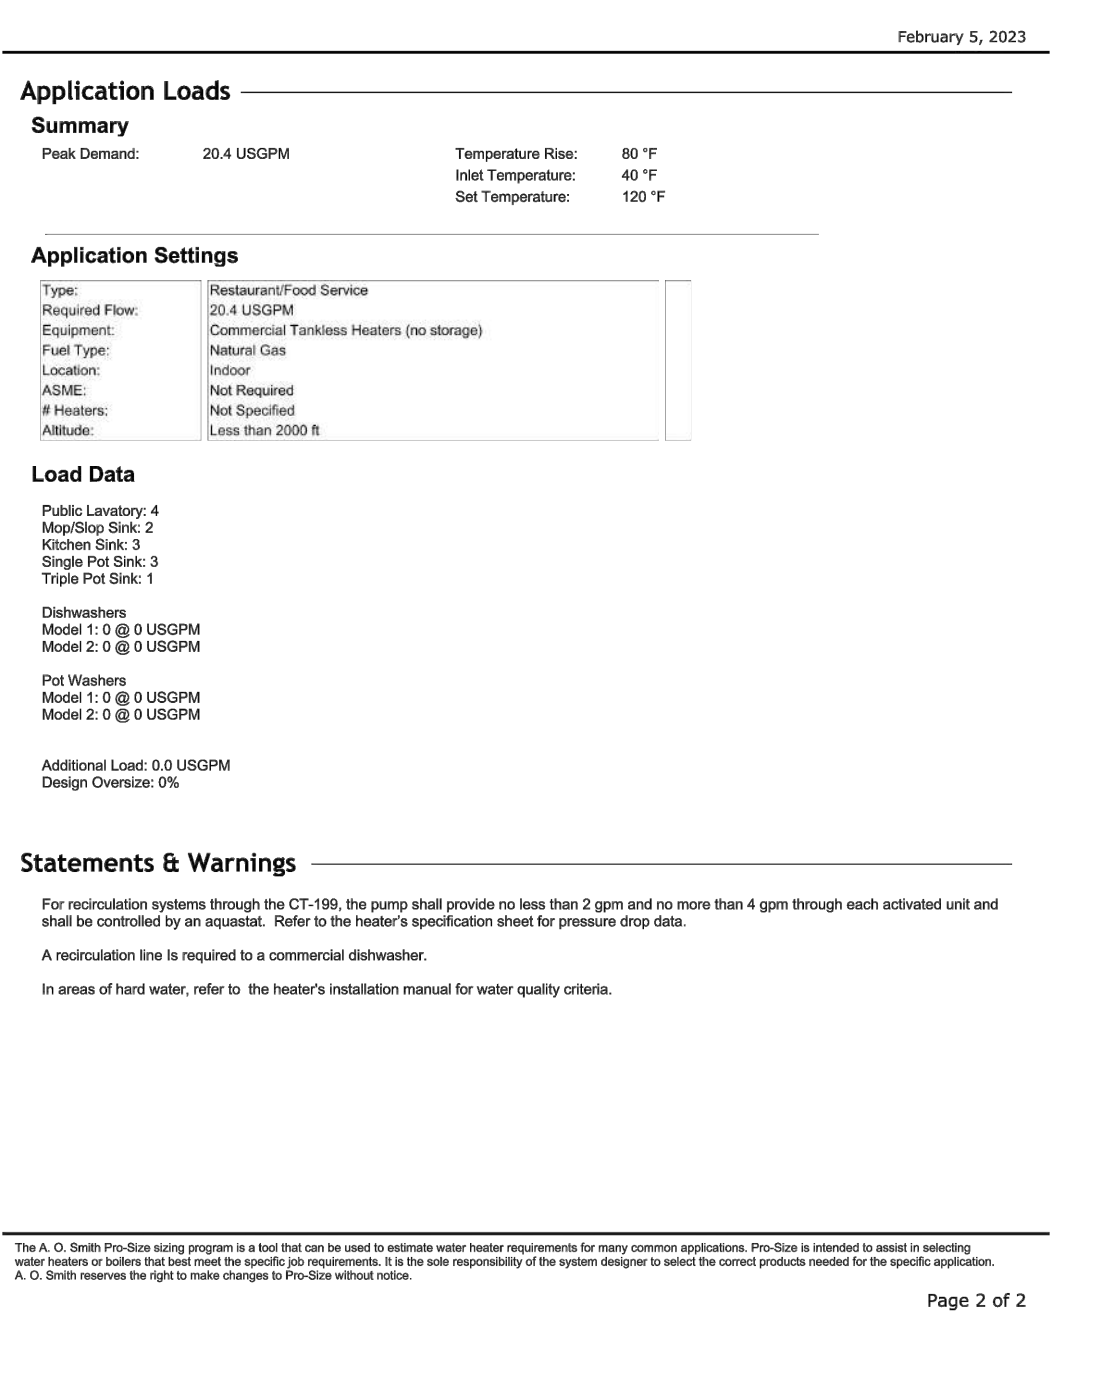 February 5, 2023
Application Loads
Summary
Peak Demand: 20.4 USGPM Temperature Rise: 80 °F
Inlet Temperature: 40 °F
Set Temperature: 120 °F
Application Settings
Type: Restaurant/Food Service
Required Flow: 20.4 USGPM
Equipment: Commercial Tankless Heaters (no storage)
Fuel Type: Natural Gas
Location: Indoor
ASME: Not Required
# Heaters: Not Specified
Altitude: Less than 2000 ft
Load Data
Public Lavatory: 4
Mop/Slop Sink: 2
Kitchen Sink: 3
Single Pot Sink: 3
Triple Pot Sink: 1
Dishwashers
Model 1: 0 @ 0 USGPM
Model 2: 0 @ 0 USGPM
Pot Washers
Model 1: 0 @ 0 USGPM
Model 2: 0 @ 0 USGPM
Additional Load: 0.0 USGPM
Design Oversize: 0%
Statements & Warnings
For recirculation systems through the CT-199, the pump shall provide no less than 2 gpm and no more than 4 gpm through each activated unit and
shall be controlled by an aquastat.  Refer to the heater's specification sheet for pressure drop data.
A recirculation line Is required to a commercial dishwasher.
In areas of hard water, refer to  the heater's installation manual for water quality criteria.
The A. O. Smith Pro-Size sizing program is a tool that can be used to estimate water heater requirements for many common applications. Pro-Size is intended to assist in selecting
water heaters or boilers that best meet the specific job requirements. It is the sole responsibility of the system designer to select the correct products needed for the specific application.
A. O. Smith reserves the right to make changes to Pro-Size without notice.
Page 2 of 2